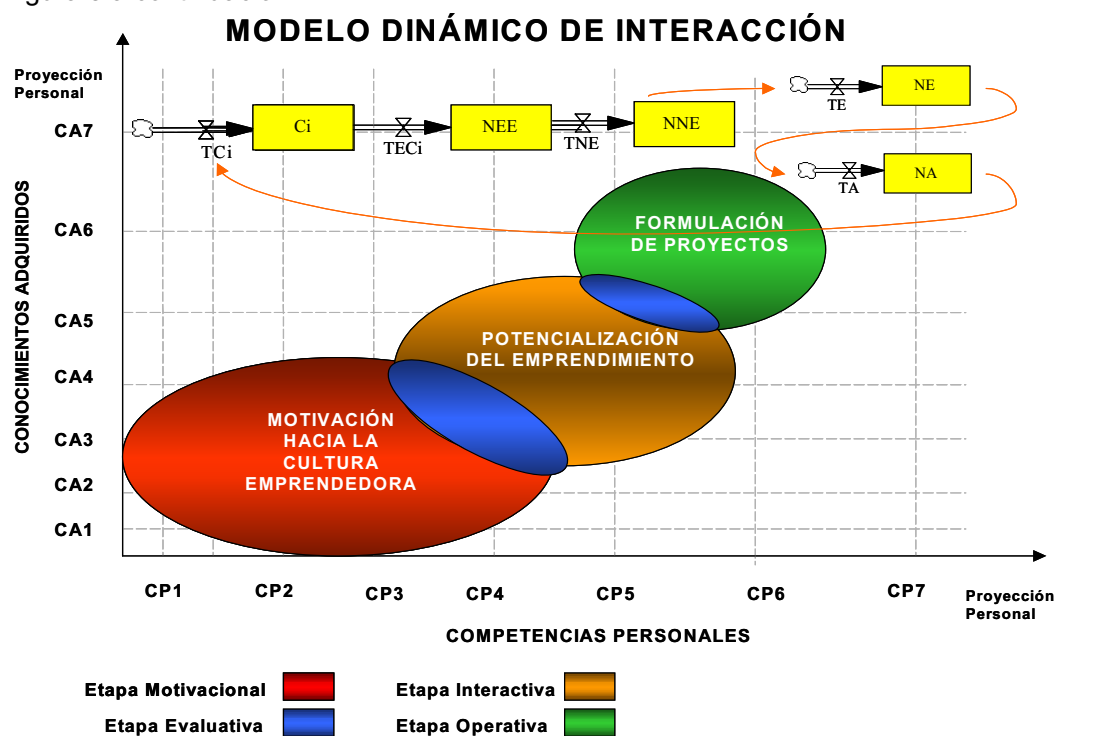 MODELO DINÁMICO DE INTERACCIÓN
Proyección
Personal
CA7
CA6
CA5
CA4
CA3
CA2
CA1
CONOCIMIENTOS ADQUIRIDOS
Ci
NEE
NNE
NE
NA
TCi
TECi
TNE
TE
TA
FORMULACIÓN
DE PROYECTOS
POTENCIALIZACIÓN
DEL EMPRENDIMIENTO
MOTIVACIÓN
HACIA LA
CULTURA
EMPRENDEDORA
CP1 CP2 CP3 CP4 CP5 CP6 CP7
Proyección
Personal
COMPETENCIAS PERSONALES
Etapa Motivacional
Etapa Interactiva
Etapa Evaluativa
Etapa Operativa